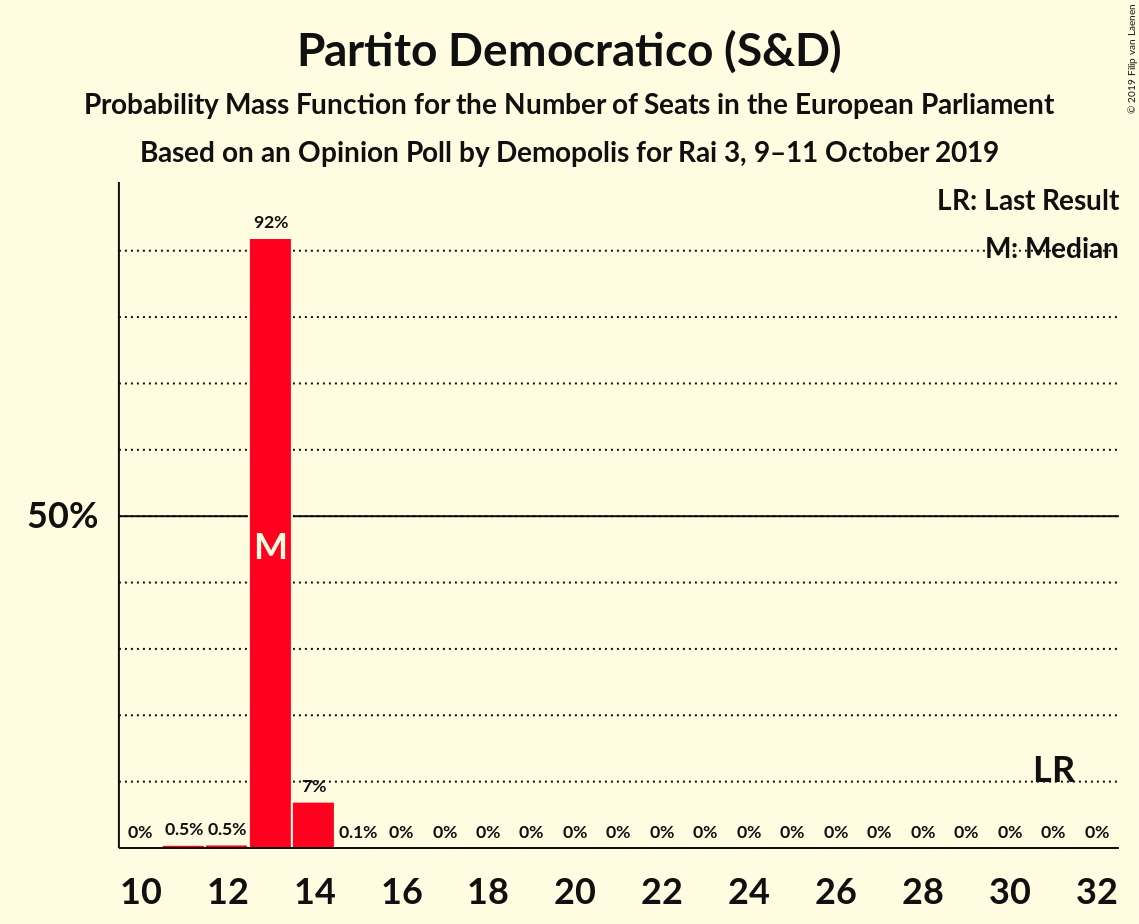 Partito Democratico (S&D)
Probability Mass Function for the Number of Seats in the European Parliament
Based on an Opinion Poll by Demopolis for Rai 3, 9–11 October 2019
© 2019 Filip van Laenen
LR: Last Result
M: Median
92%
50%
M
LR
7%
0% 0.5% 0.5% 0.1% 0% 0% 0% 0% 0% 0% 0% 0% 0% 0% 0% 0% 0% 0% 0% 0% 0%
10 12 14 16 18 20 22 24 26 28 30 32